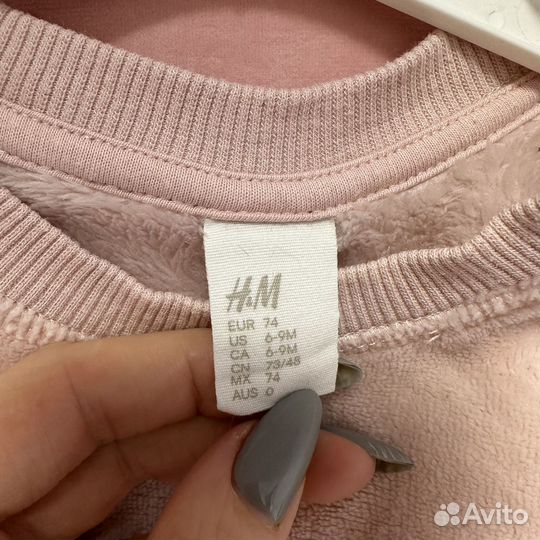 H&M
EUR 74
US 6-9M
CA 6-9M
CN 73/48
MX 74
AUS 0
Avito